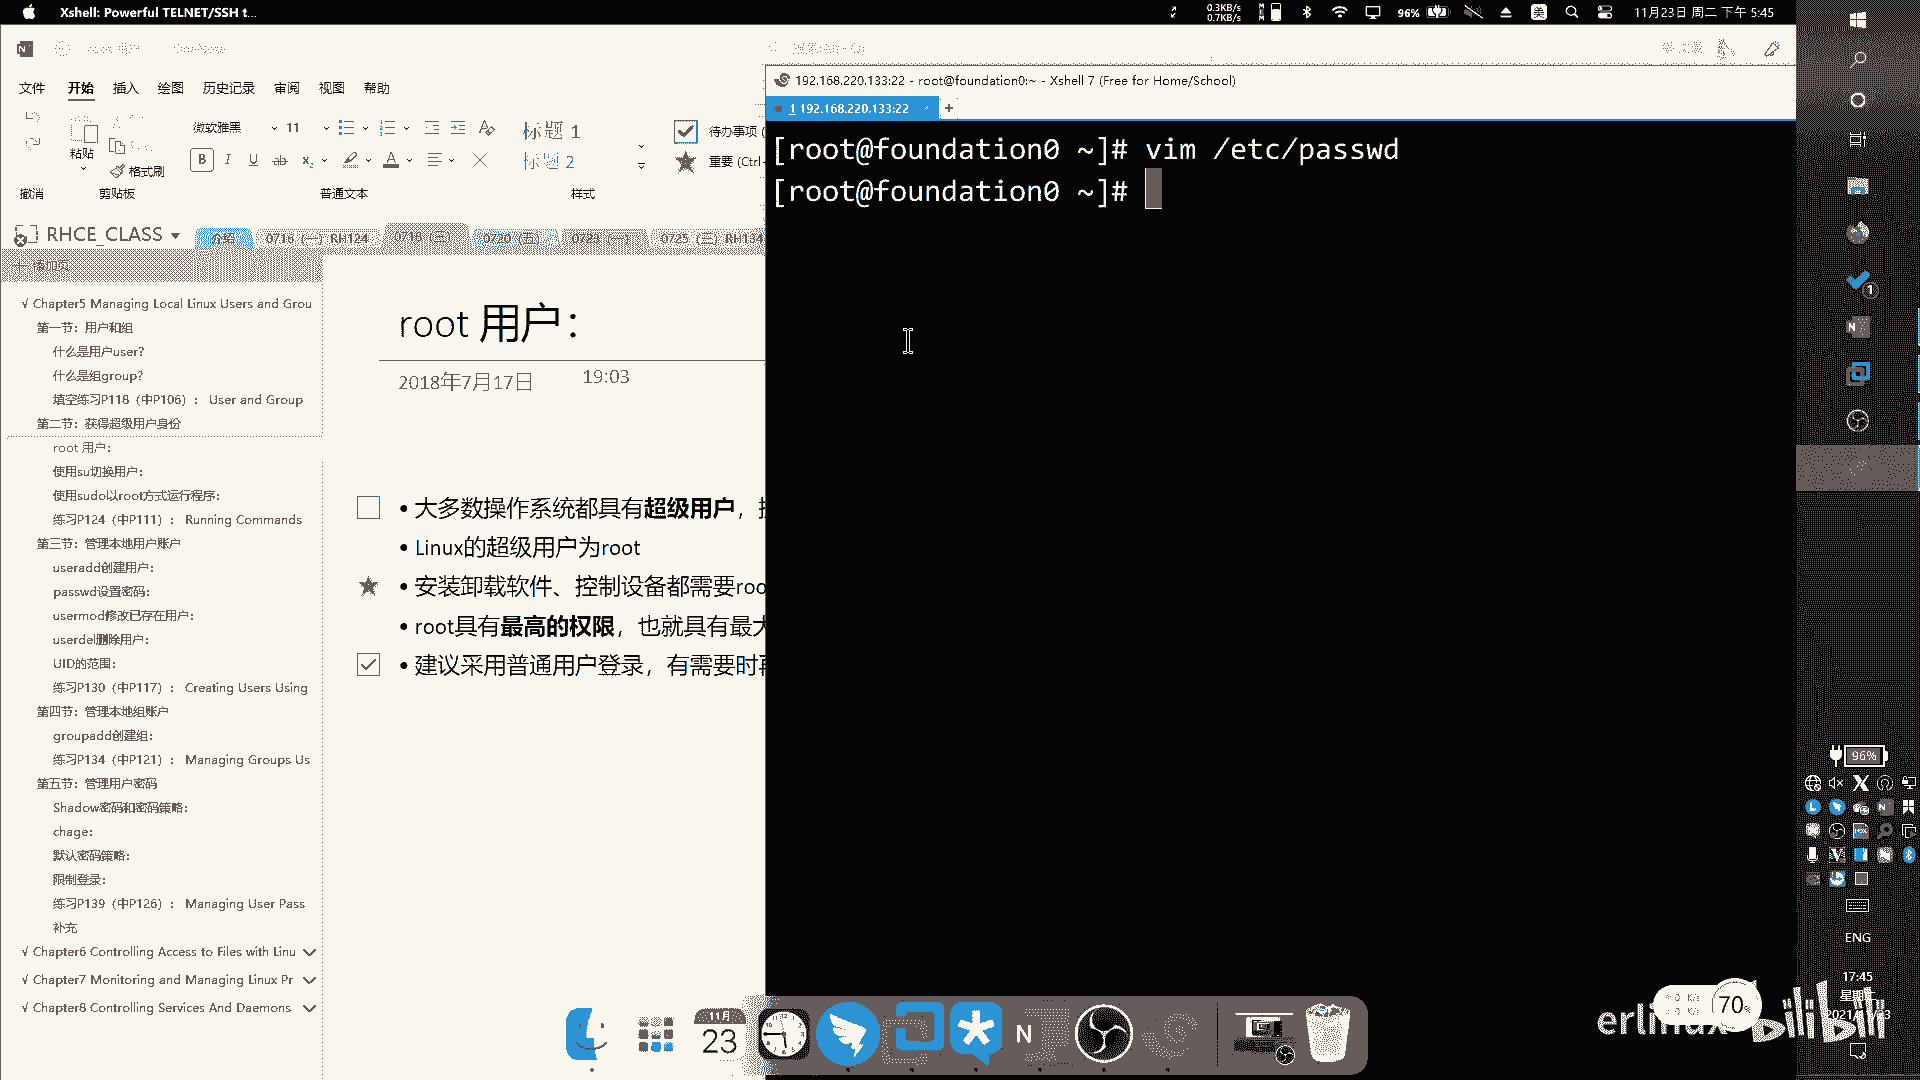 Xshell: Powerful TELNET/SSH t...
0.3KB/s
0.7KB/s
96%
美
11月23日 周二 下午 5:45
文件 开始 插入 绘图 历史记录 审阅 视图 帮助
微软雅黑 11
标题 1
标题 2
粘贴
格式刷
待办事项 (
重要 (Ctrl-
撤消 剪贴板 普通文本 样式
RHCE_CLASS
介绍 0716 (一) RH124 0725 (三) RH134
添加页
√ Chapter5 Managing Local Linux Users and Grou
第一节：用户和组
什么是用户user?
什么是组group?
填空练习P118（中P106）： User and Group
第二节：获得超级用户身份
root 用户：
使用su切换用户：
使用sudo以root方式运行程序：
练习P124（中P111）： Running Commands
第三节：管理本地用户账户
useradd创建用户：
passwd设置密码：
usermod修改已存在用户：
userdel删除用户：
UID的范围：
练习P130（中P117）： Creating Users Using
第四节：管理本地组账户
groupadd创建组：
练习P134（中P121）： Managing Groups Us
第五节：管理用户密码
Shadow密码和密码策略：
chage：
默认密码策略：
限制登录：
练习P139（中P126）： Managing User Pass
补充
√ Chapter6 Controlling Access to Files with Linu
√ Chapter7 Monitoring and Managing Linux Pr
√ Chapter8 Controlling Services And Daemons
root 用户：
2018年7月17日 19:03
• 大多数操作系统都具有超级用户，
• Linux的超级用户为root
• 安装卸载软件、控制设备都需要roo
• root具有最高的权限，也就具有最大
• 建议采用普通用户登录，有需要时
192.168.220.133:22 - root@foundation0:~ - Xshell 7 (Free for Home/School)
1 192.168.220.133:22
[root@foundation0 ~]# vim /etc/passwd
[root@foundation0 ~]#
1
96%
ENG
17:45
70
erlinux bilibili
11月
23